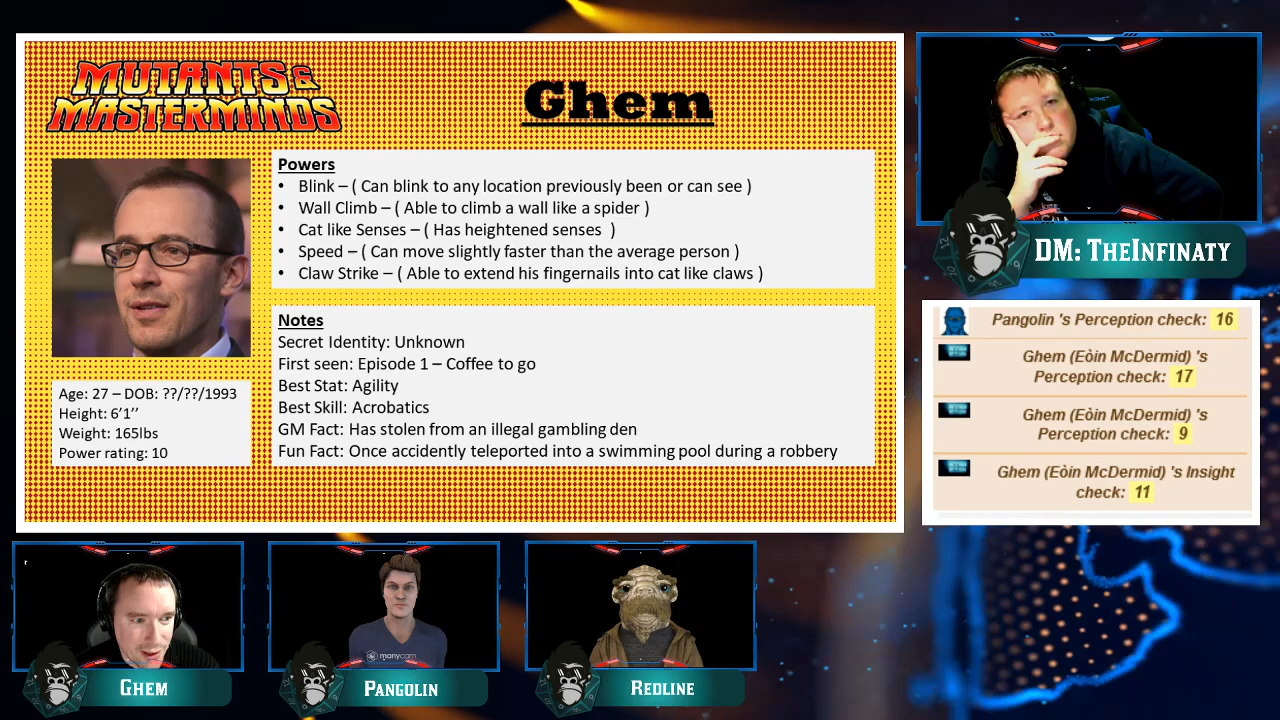 MUTANTS &
MASTERMINDS
Ghem
Powers
• Blink – ( Can blink to any location previously been or can see )
• Wall Climb – ( Able to climb a wall like a spider )
• Cat like Senses – ( Has heightened senses )
• Speed – ( Can move slightly faster than the average person )
• Claw Strike – ( Able to extend his fingernails into cat like claws )
Age: 27 – DOB: ??/??/1993
Height: 6’1’’
Weight: 165lbs
Power rating: 10
Notes
Secret Identity: Unknown
First seen: Episode 1 – Coffee to go
Best Stat: Agility
Best Skill: Acrobatics
GM Fact: Has stolen from an illegal gambling den
Fun Fact: Once accidently teleported into a swimming pool during a robbery
DM: TheInfinaty
Pangolin 's Perception check: 16
Ghem (Eòin McDermid) 's
Perception check: 17
Ghem (Eòin McDermid) 's
Perception check: 9
Ghem (Eòin McDermid) 's Insight
check: 11
Ghem
manycam
Pangolin
Redline